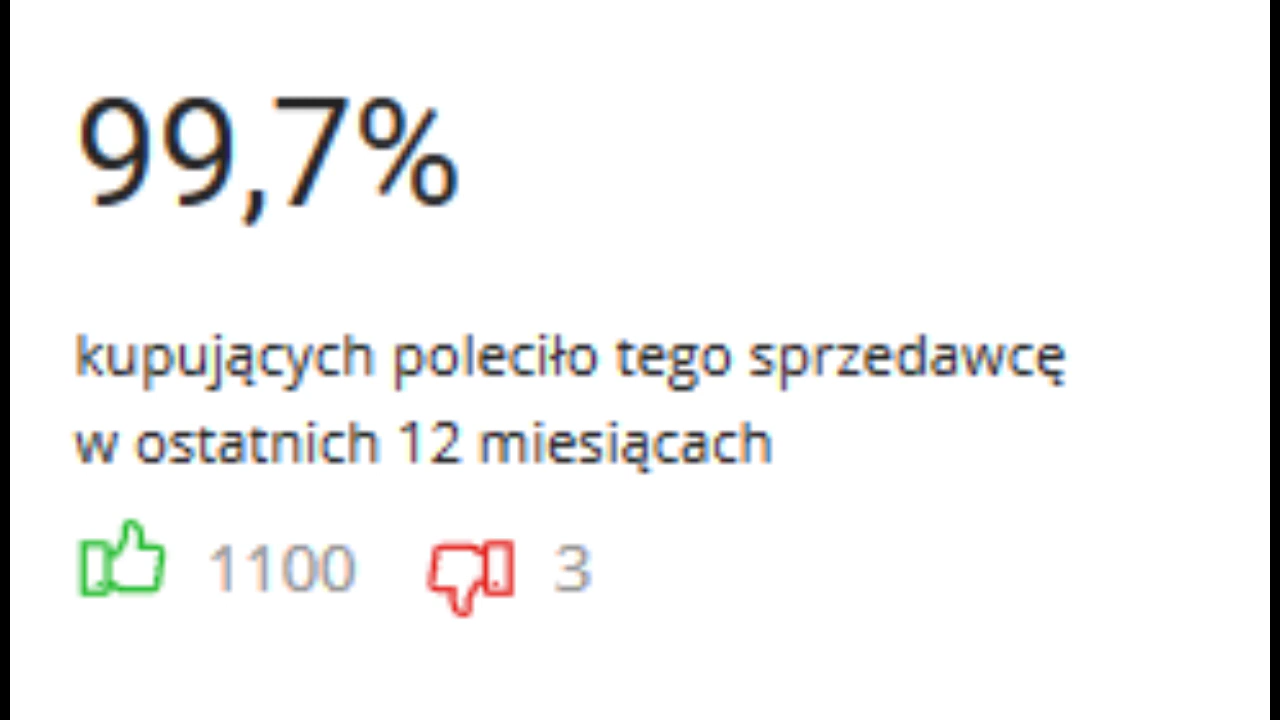 99,7%
kupujących poleciło tego sprzedawcę
w ostatnich 12 miesiącach
1100 3